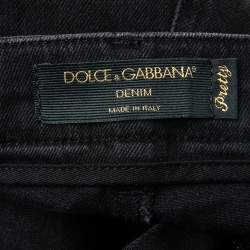 DOLCE & GABBANA®
DENIM
MADE IN ITALY
Pretty